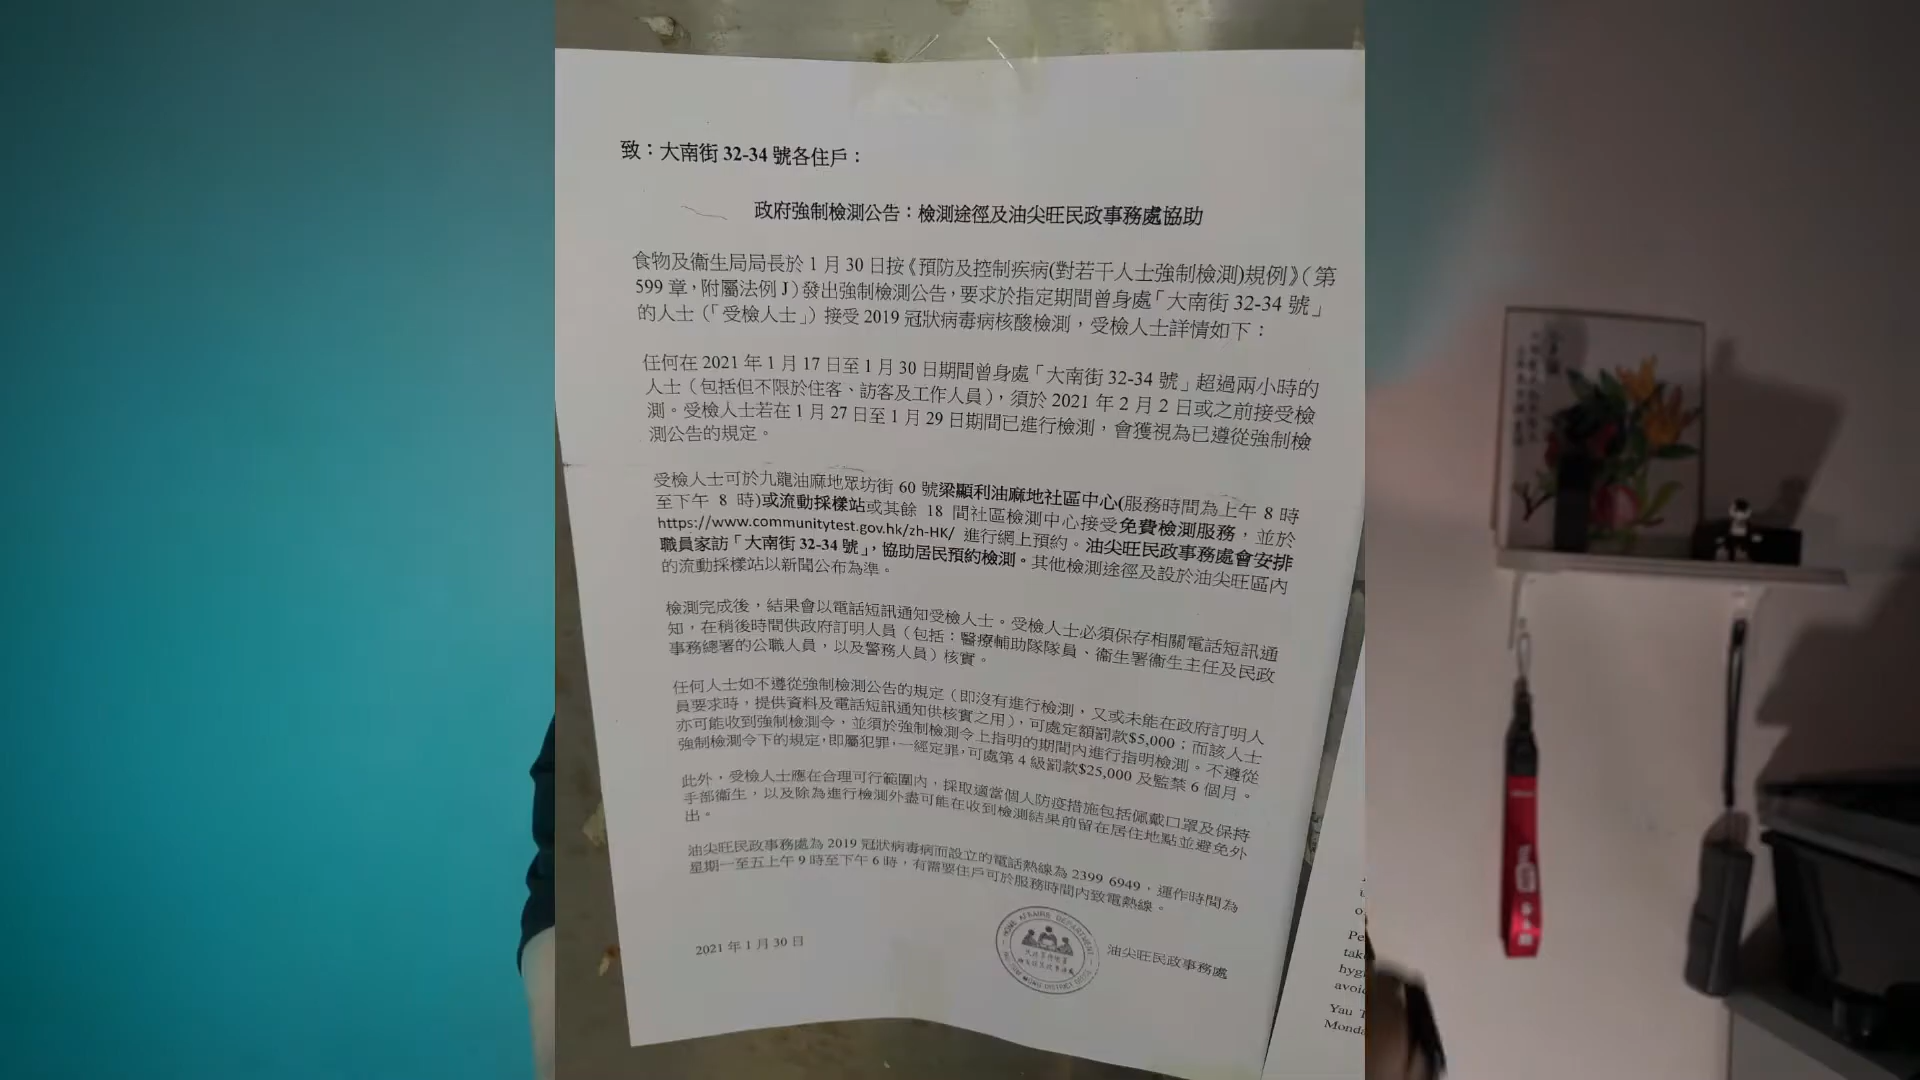 致：大南街 32-34 號各住戶：
政府強制檢測公告：檢測途徑及油尖旺民政事務處協助
食物及衞生局局長於 1 月 30 日按《預防及控制疾病(對若干人士強制檢測)規例》（第
599 章，附屬法例 J）發出強制檢測公告，要求於指定期間曾身處「大南街 32-34 號」
的人士（「受檢人士」）接受 2019 冠狀病毒病核酸檢測，受檢人士詳情如下：
任何在 2021 年 1 月 17 日至 1 月 30 日期間曾身處「大南街 32-34 號」超過兩小時的
人士（包括但不限於住客、訪客及工作人員），須於 2021 年 2 月 2 日或之前接受檢
測。受檢人士若在 1 月 27 日至 1 月 29 日期間已進行檢測，會獲視為已遵從強制檢
測公告的規定。
受檢人士可於九龍油麻地眾坊街 60 號梁顯利油麻地社區中心(服務時間為上午 8 時
至下午 8 時)或流動採樣站或其餘 18 間社區檢測中心接受免費檢測服務，並於
https://www.communitytest.gov.hk/zh-HK/ 進行網上預約。油尖旺民政事務處會安排
職員家訪「大南街 32-34 號」，協助居民預約檢測。其他檢測途徑及設於油尖旺區內
的流動採樣站以新聞公布為準。
檢測完成後，結果會以電話短訊通知受檢人士。受檢人士必須保存相關電話短訊通
知，在稍後時間供政府訂明人員（包括：醫療輔助隊隊員、衞生署衞生主任及民政
事務總署的公職人員，以及警務人員）核實。
任何人士如不遵從強制檢測公告的規定（即沒有進行檢測，又或未能在政府訂明人
員要求時，提供資料及電話短訊通知供核實之用），可處定額罰款$5,000；而該人士
亦可能收到強制檢測令，並須於強制檢測令上指明的期間內進行指明檢測。不遵從
強制檢測令下的規定，即屬犯罪，一經定罪，可處第 4 級罰款$25,000 及監禁 6 個月。
此外，受檢人士應在合理可行範圍內，採取適當個人防疫措施包括佩戴口罩及保持
手部衞生，以及除為進行檢測外盡可能在收到檢測結果前留在居住地點並避免外
出。
油尖旺民政事務處為 2019 冠狀病毒病而設立的電話熱線為 2399 6949，運作時間為
星期一至五上午 9 時至下午 6 時，有需要住戶可於服務時間內致電熱線。
HOME AFFAIRS DEPARTMENT
2021 年 1 月 30 日
油尖旺民政事務處
Pe
tak
hyg
avoid
Yau T
Monda